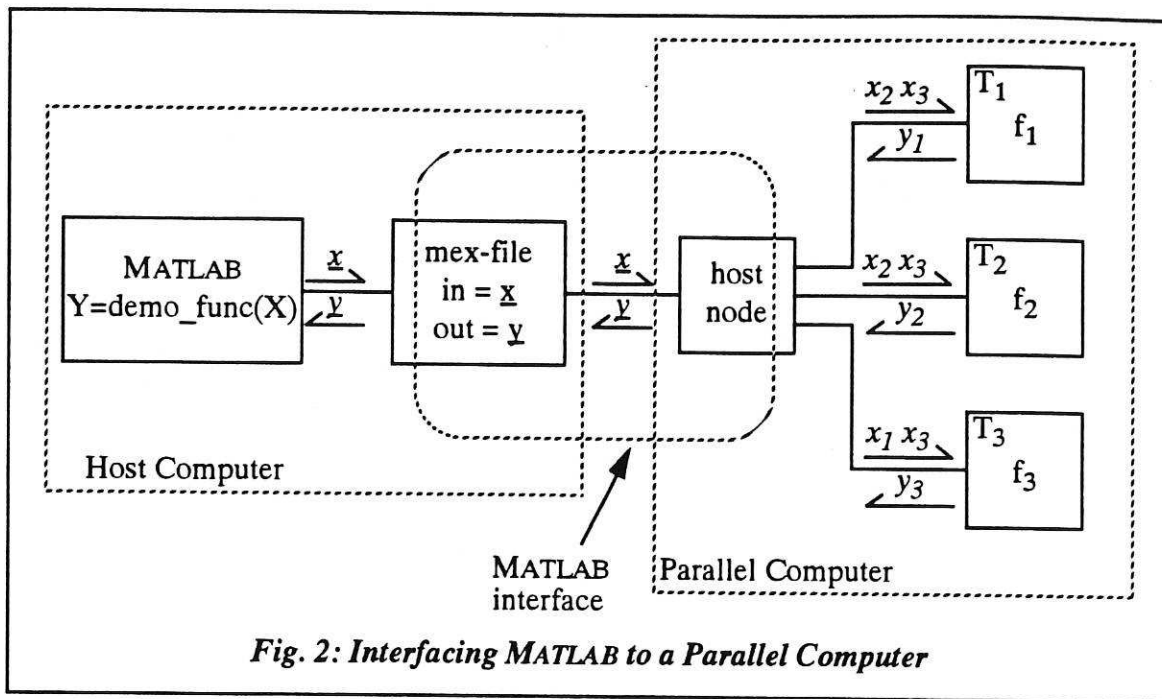 MATLAB
Y=demo_func(X)
x
y
mex-file
in = x
out = y
x
y
host
node
x2 x3
y1
T1
f1
x2 x3
y2
T2
f2
x1 x3
y3
T3
f3
Host Computer
MATLAB
interface
Parallel Computer
Fig. 2: Interfacing MATLAB to a Parallel Computer